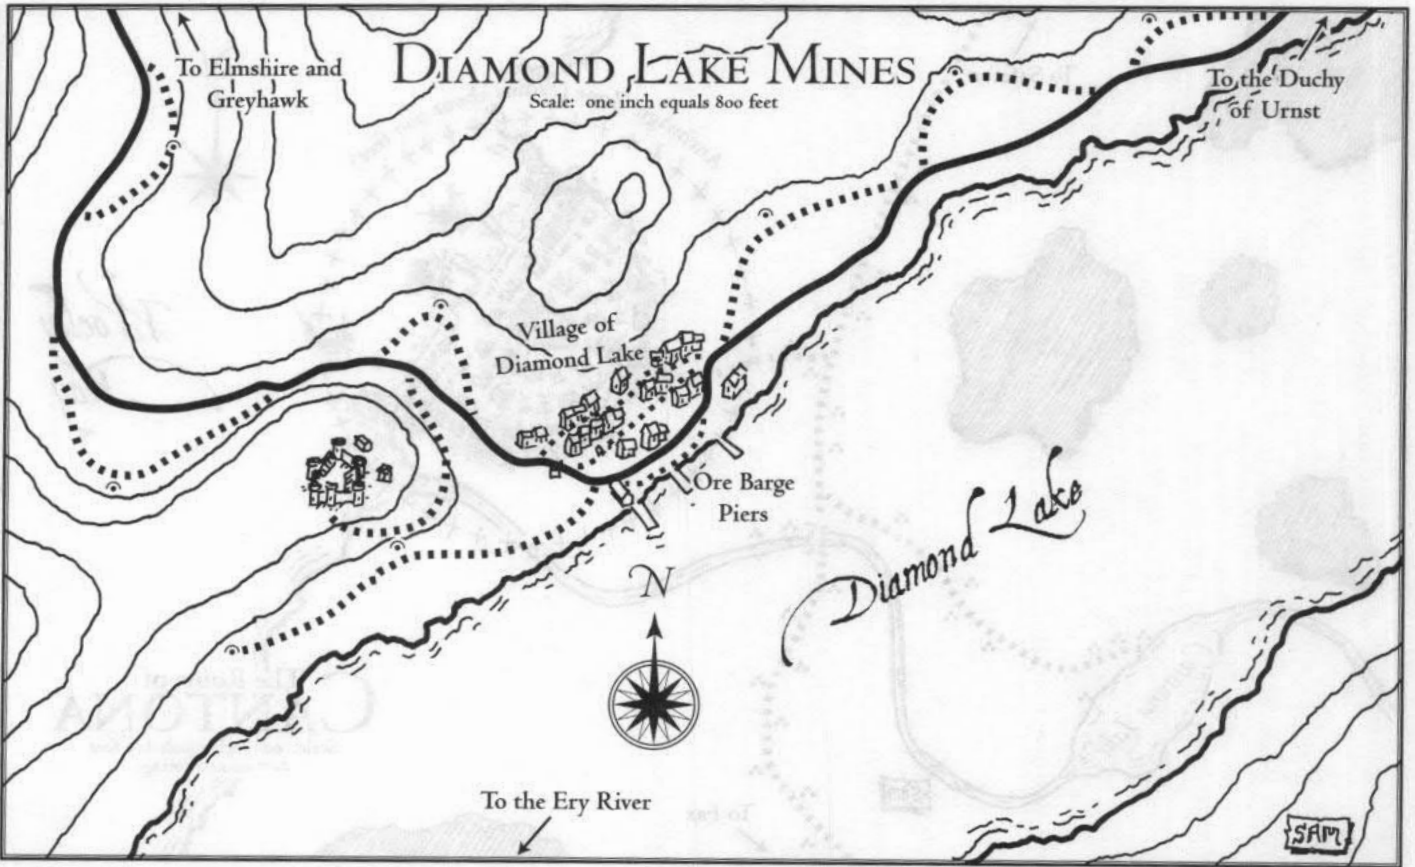 To Elmshire and
Greyhawk
DIAMOND LAKE MINES
Scale: one inch equals 800 feet
To the Duchy
of Urnst
Village of
Diamond Lake
Ore Barge
Piers
Diamond Lake
N
To the Ery River
SAM